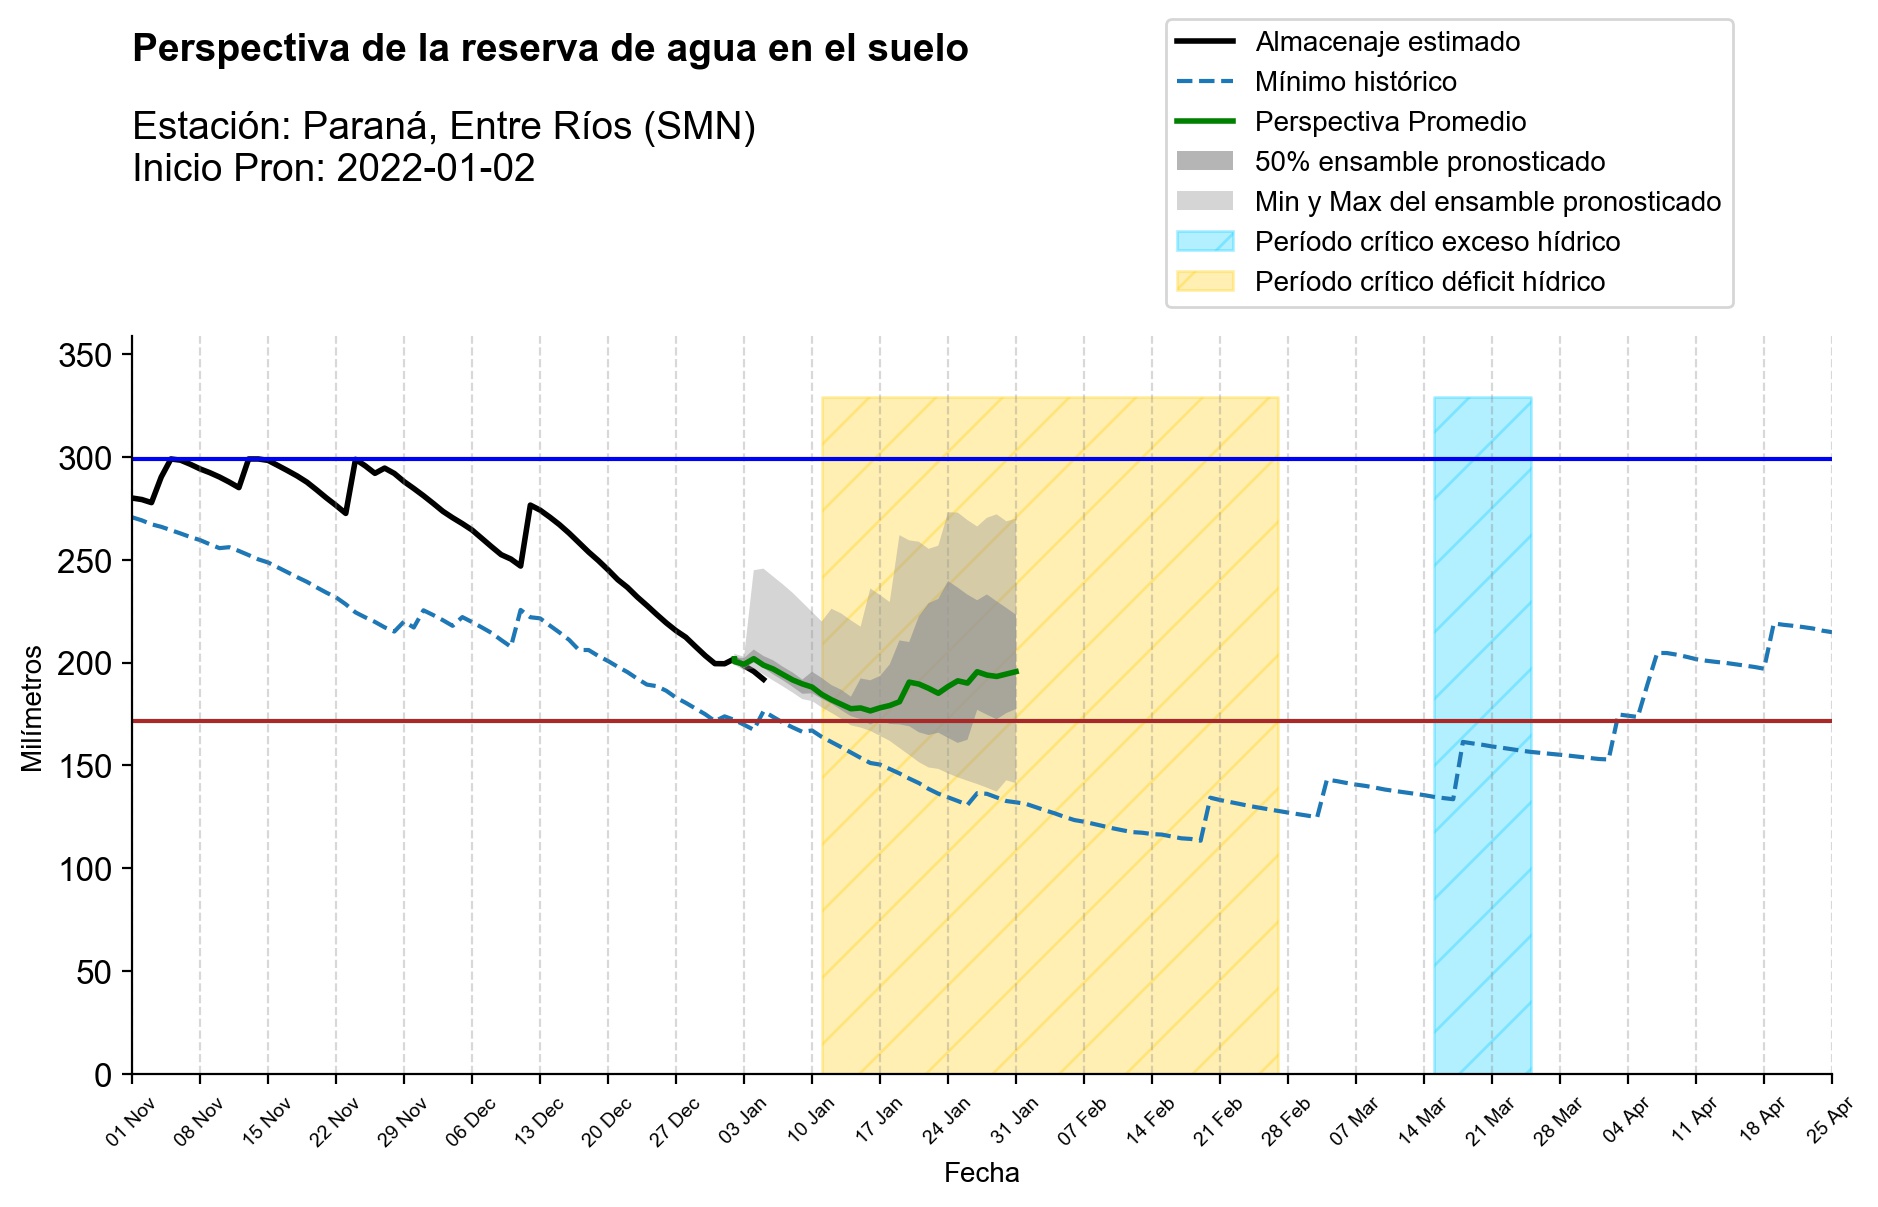 Perspectiva de la reserva de agua en el suelo
Estación: Paraná, Entre Ríos (SMN)
Inicio Pron: 2022-01-02
Almacenaje estimado
Mínimo histórico
Perspectiva Promedio
50% ensamble pronosticado
Min y Max del ensamble pronosticado
Período crítico exceso hídrico
Período crítico déficit hídrico
Milímetros
350
300
250
200
150
100
50
0
01 Nov
08 Nov
15 Nov
22 Nov
29 Nov
06 Dec
13 Dec
20 Dec
27 Dec
03 Jan
10 Jan
17 Jan
24 Jan
31 Jan
07 Feb
14 Feb
21 Feb
28 Feb
07 Mar
14 Mar
21 Mar
28 Mar
04 Apr
11 Apr
18 Apr
25 Apr
Fecha